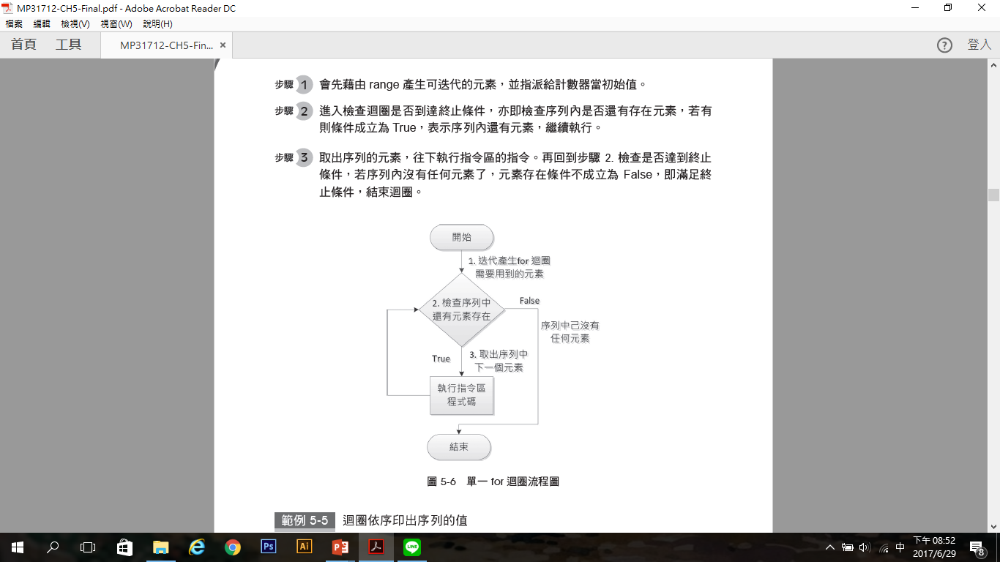 MP31712-CH5-Final.pdf - Adobe Acrobat Reader DC
檔案 編輯 檢視(V) 視窗(W) 說明(H)
首頁 工具 MP31712-CH5-Fin... × ? 登入
步驟 1 會先藉由 range 產生可迭代的元素，並指派給計數器當初始值。
步驟 2 進入檢查迴圈是否到達終止條件，亦即檢查序列內是否還有存在元素，若有
則條件成立為 True，表示序列內還有元素，繼續執行。
步驟 3 取出序列的元素，往下執行指令區的指令。再回到步驟 2. 檢查是否達到終止
條件，若序列內沒有任何元素了，元素存在條件不成立為 False，即滿足終
止條件，結束迴圈。
開始
1. 迭代產生for 迴圈
需要用到的元素
2. 檢查序列中
還有元素存在
False
序列中己沒有
任何元素
True
3. 取出序列中
下一個元素
執行指令區
程式碼
結束
圖 5-6 單一 for 迴圈流程圖
範例 5-5 迴圈依序印出序列的值
Ps Ai P LINE 中
下午 08:52
2017/6/29
8